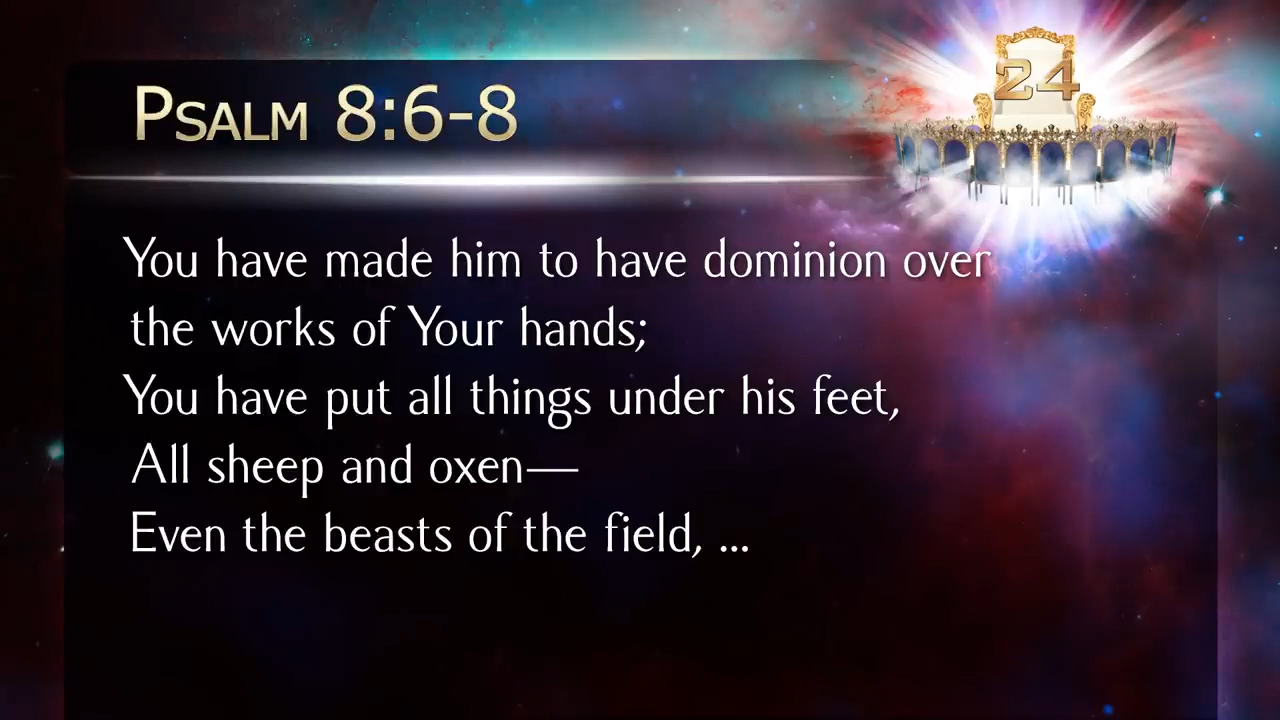 Psalm 8:6-8
24
You have made him to have dominion over
the works of Your hands;
You have put all things under his feet,
All sheep and oxen—
Even the beasts of the field, ...